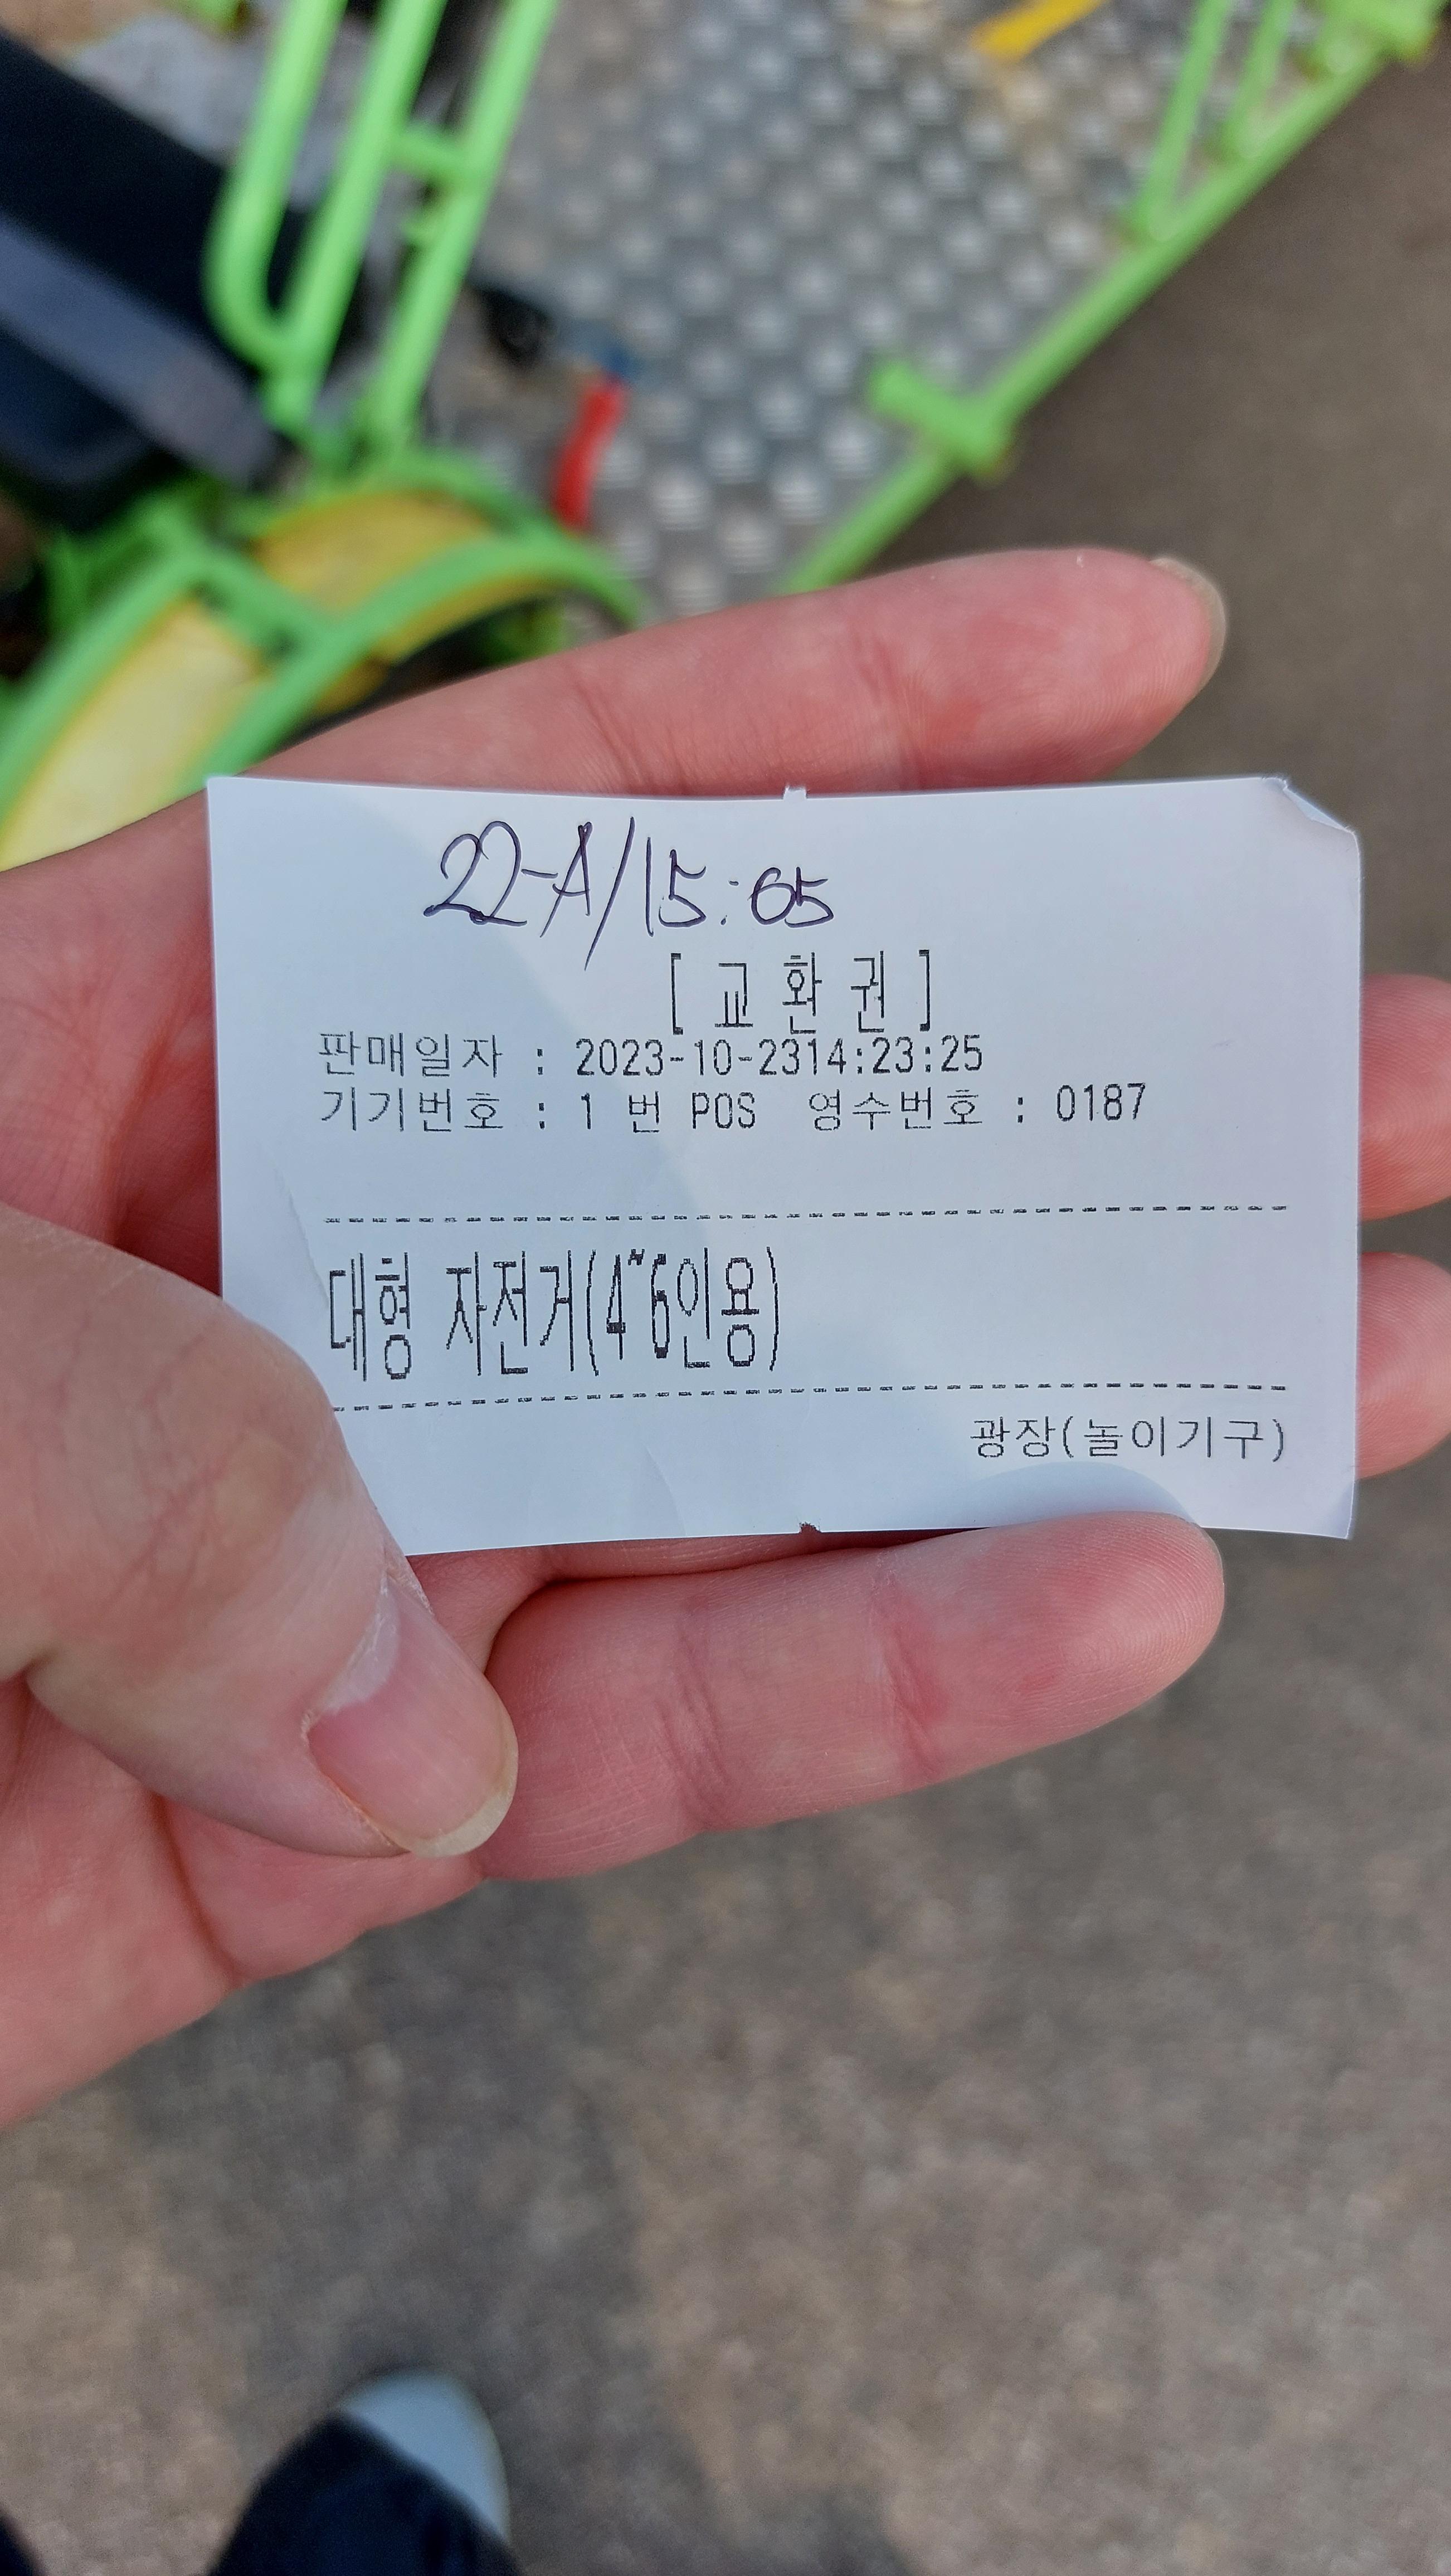 22-A/15:05
[ 교 환 권 ]
판매일자 : 2023-10-2314:23:25
기기번호 : 1 번 POS 영수번호 : 0187
대형 자전거(4~6인용)
광장(놀이기구)